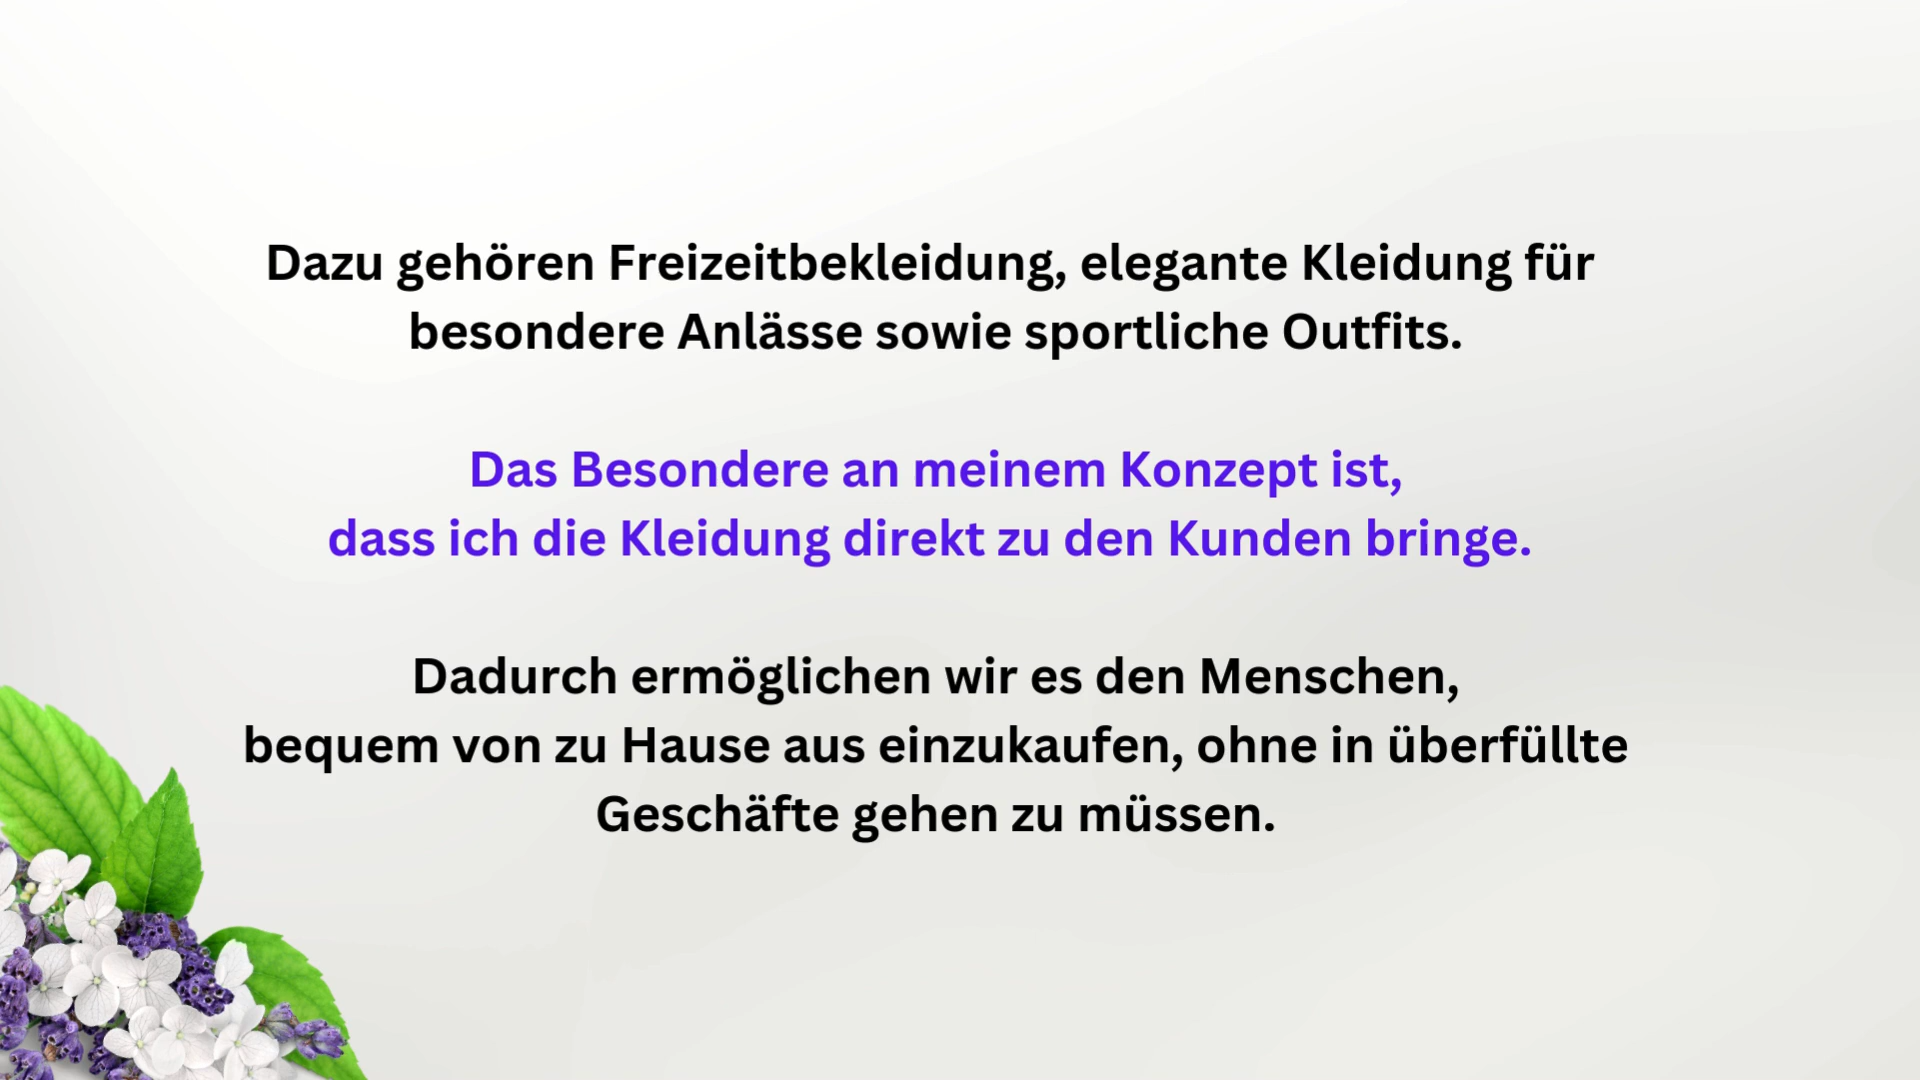 Dazu gehören Freizeitbekleidung, elegante Kleidung für
besondere Anlässe sowie sportliche Outfits.
Das Besondere an meinem Konzept ist,
dass ich die Kleidung direkt zu den Kunden bringe.
Dadurch ermöglichen wir es den Menschen,
bequem von zu Hause aus einzukaufen, ohne in überfüllte
Geschäfte gehen zu müssen.